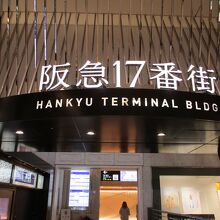 阪急17番街
HANKYU TERMINAL BLDG